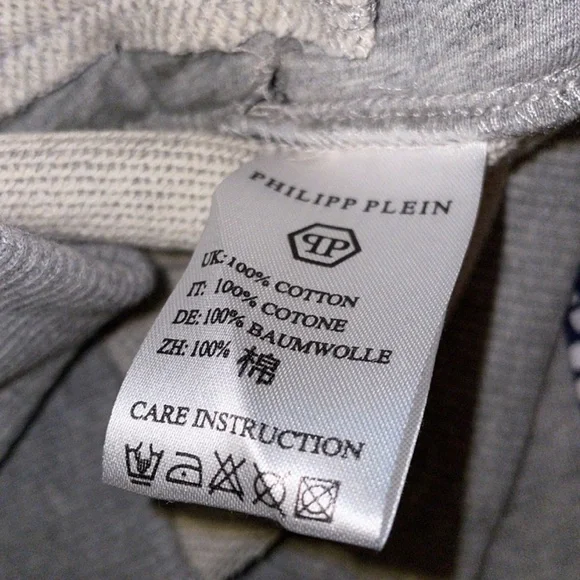 PHILIPP PLEIN
UK: 100% COTTON
IT: 100% COTONE
DE: 100% BAUMWOLLE
ZH: 100% 棉
CARE INSTRUCTION